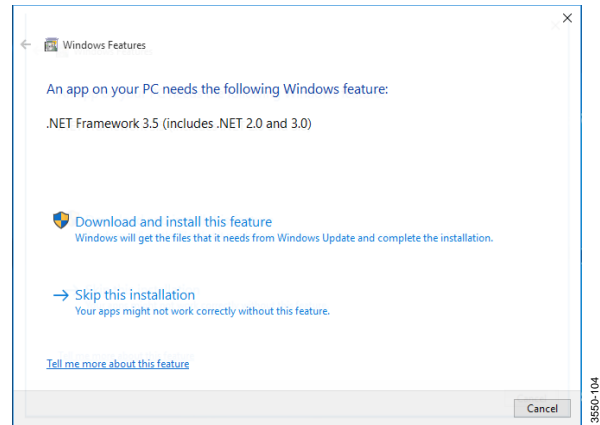 Windows Features
An app on your PC needs the following Windows feature:
.NET Framework 3.5 (includes .NET 2.0 and 3.0)
Download and install this feature
Windows will get the files that it needs from Windows Update and complete the installation.
Skip this installation
Your apps might not work correctly without this feature.
Tell me more about this feature
Cancel
3550-104